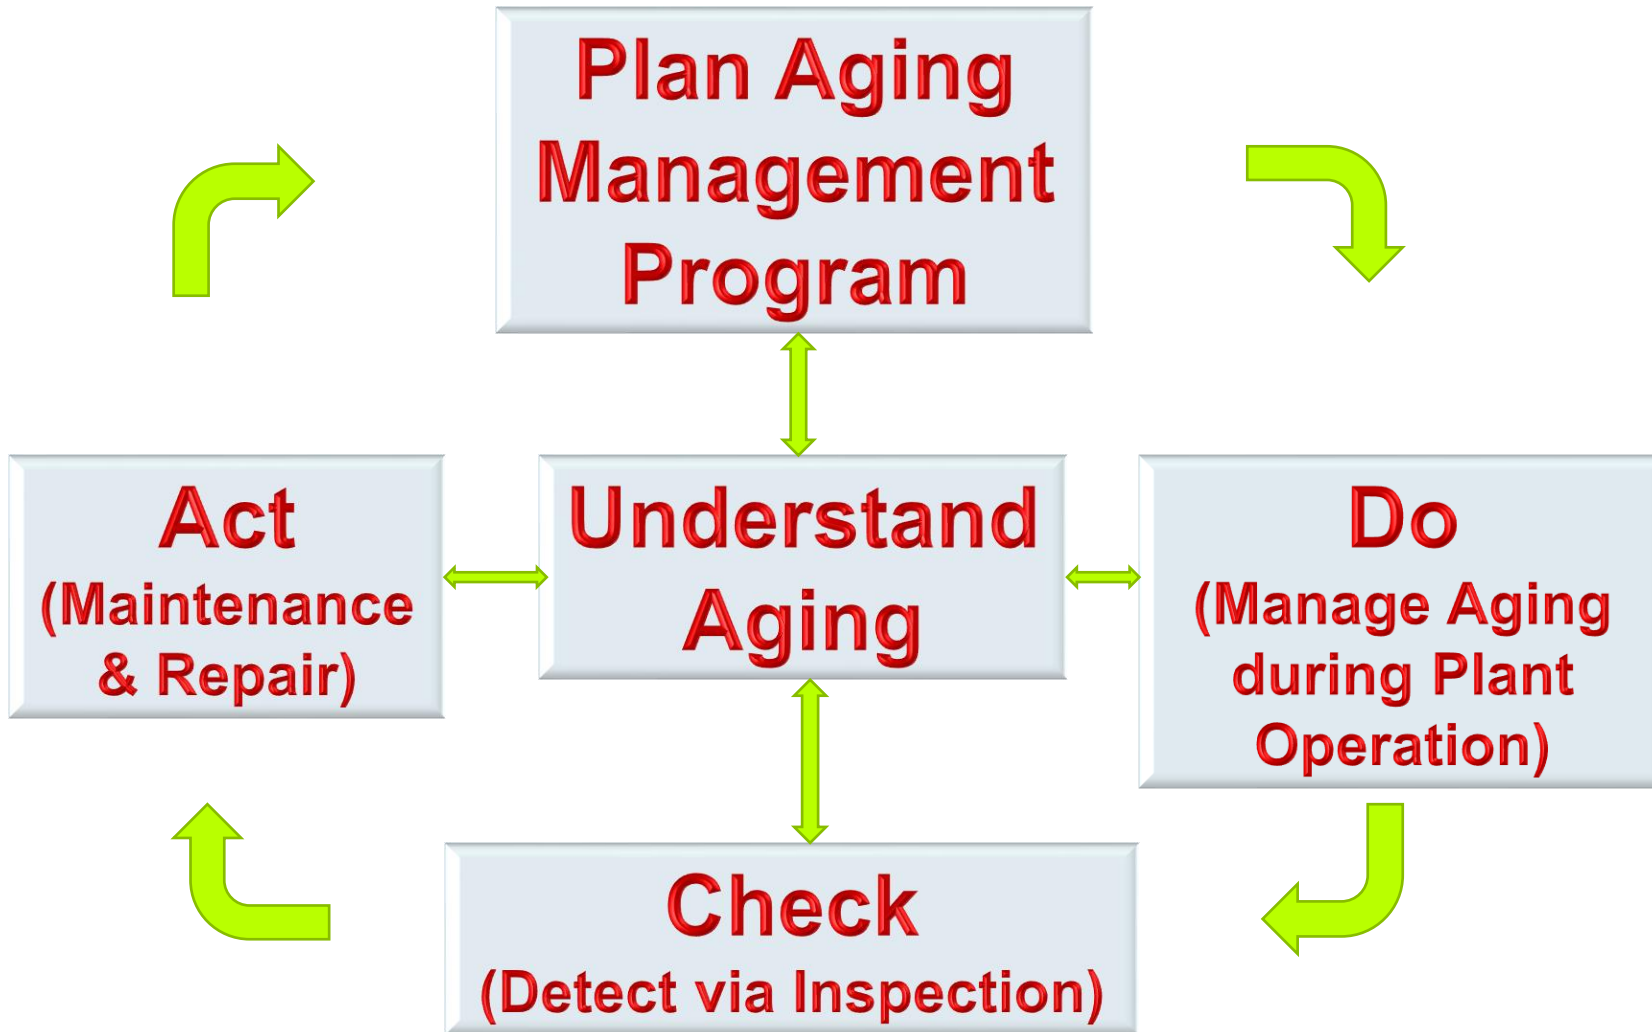 Plan Aging
Management
Program
Act
(Maintenance
& Repair)
Understand
Aging
Do
(Manage Aging
during Plant
Operation)
Check
(Detect via Inspection)